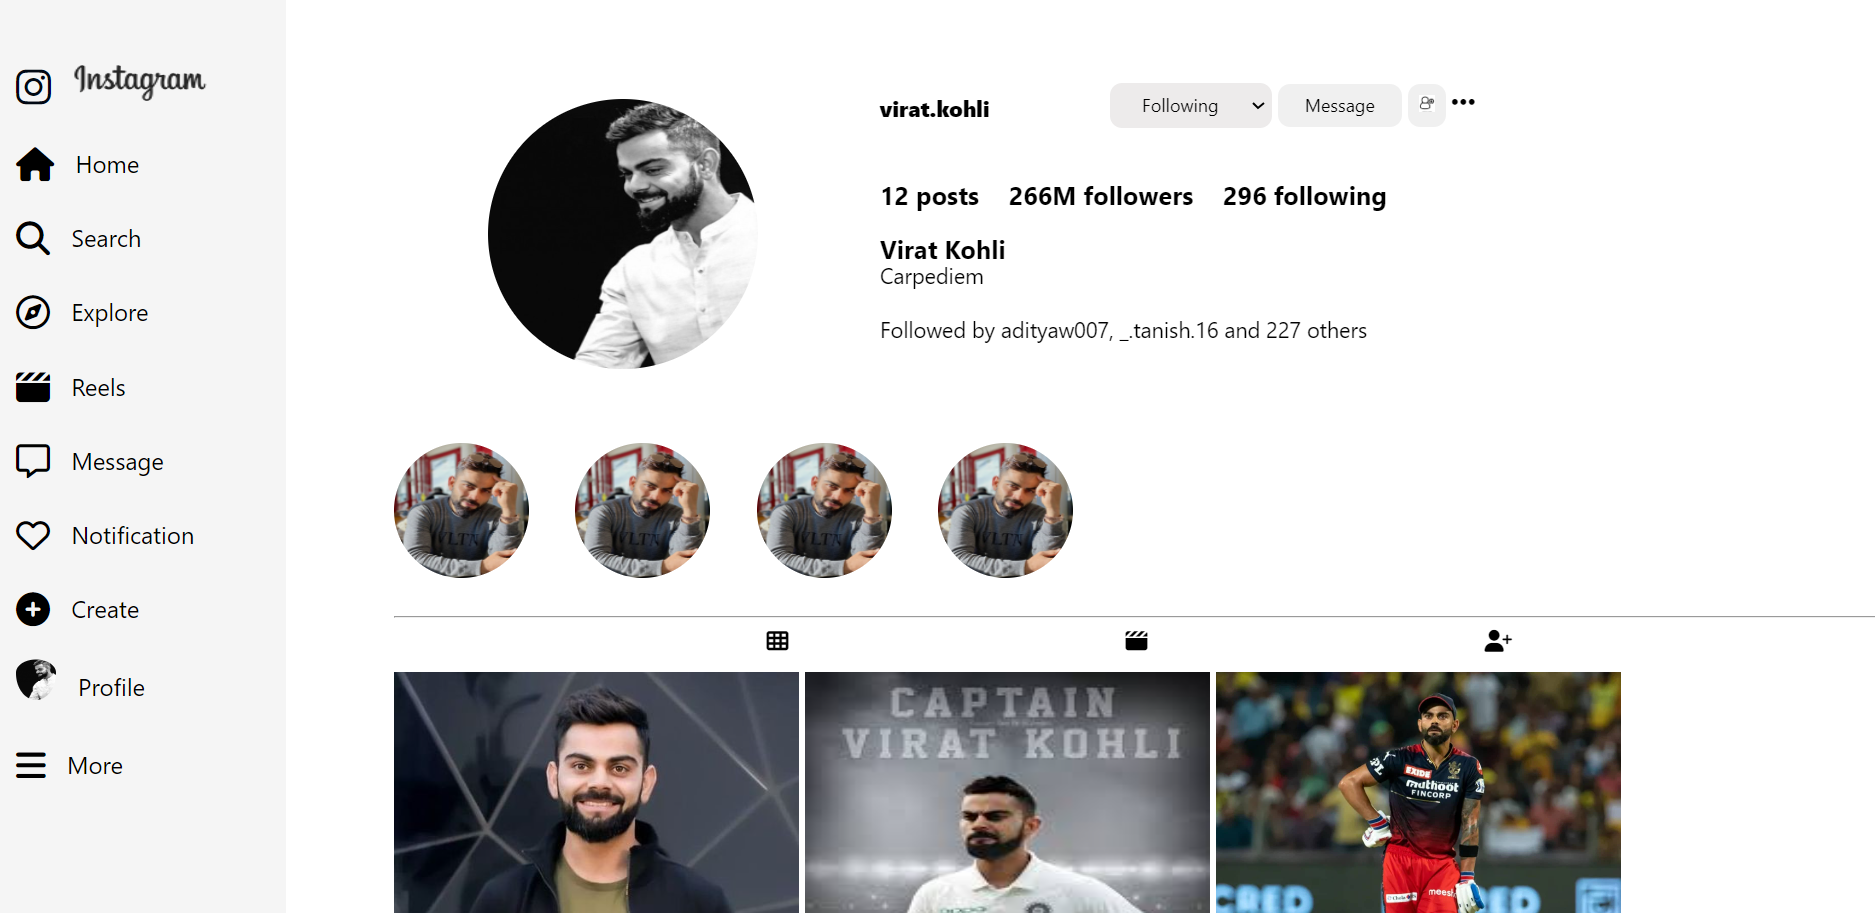 Instagram
Home
Search
Explore
Reels
Message
Notification
Create
Profile
More
virat.kohli
Following
Message
12 posts 266M followers 296 following
Virat Kohli
Carpediem
Followed by adityaw007, _.tanish.16 and 227 others
CAPTAIN
VIRAT KOHLI
oppo
EXIDE
muthoot
FINCORP
CRED